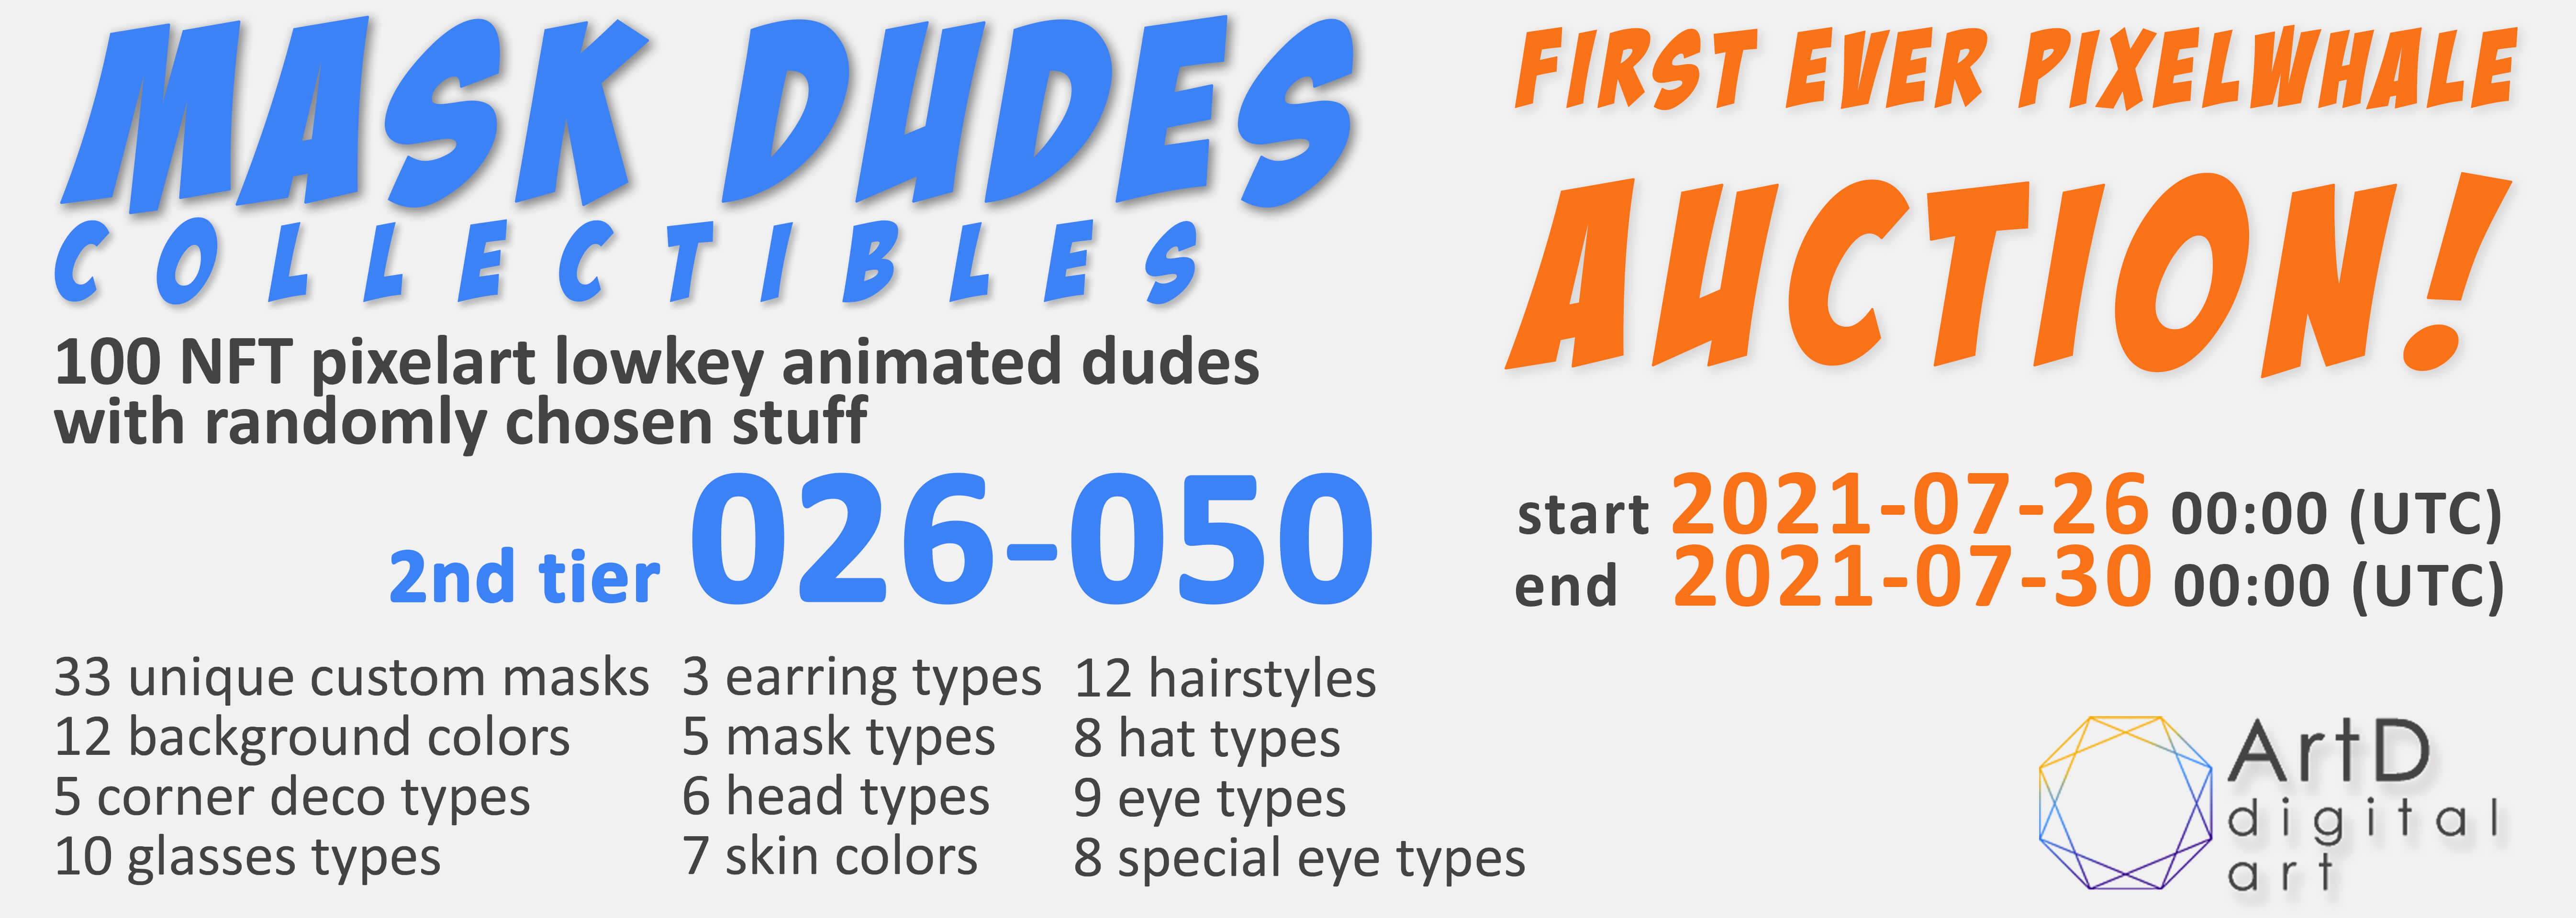 MASK DUDES
COLLECTIBLES
100 NFT pixelart lowkey animated dudes
with randomly chosen stuff
2nd tier 026-050
33 unique custom masks
12 background colors
5 corner deco types
10 glasses types
3 earring types
5 mask types
6 head types
7 skin colors
12 hairstyles
8 hat types
9 eye types
8 special eye types
FIRST EVER PIXELWHALE
AUCTION!
start 2021-07-26 00:00 (UTC)
end 2021-07-30 00:00 (UTC)
ArtD
digital
art